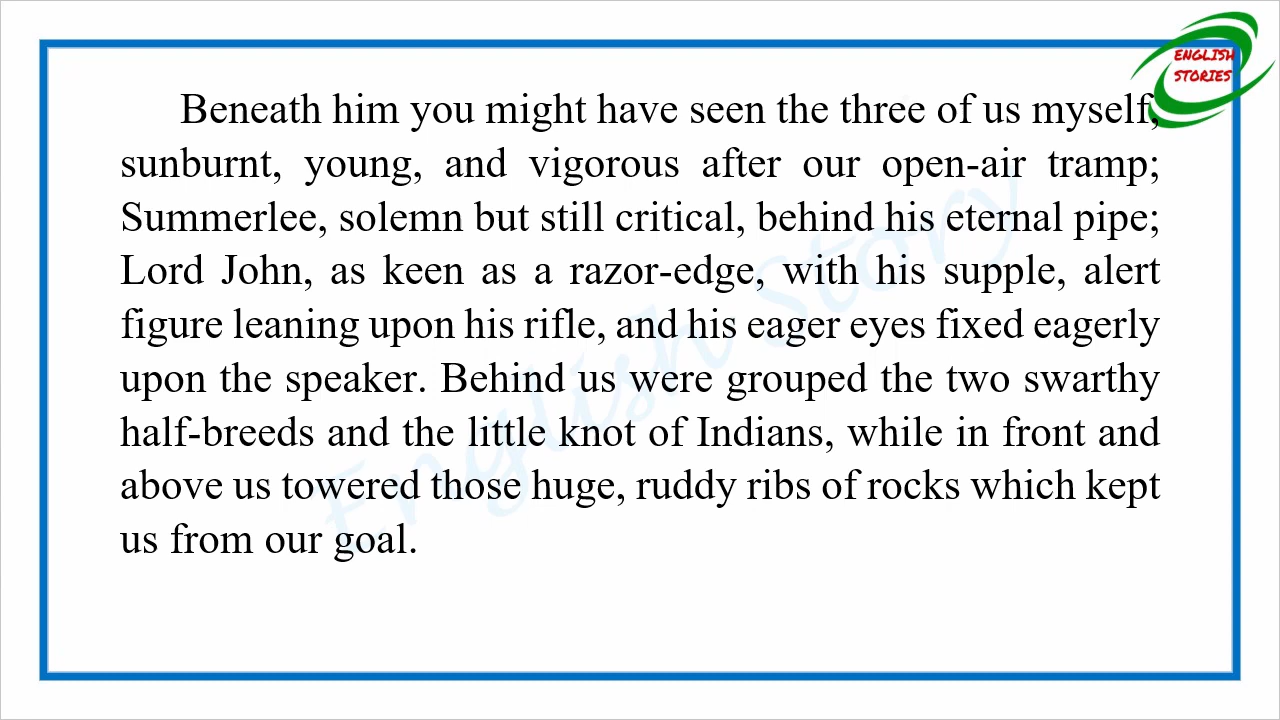 ENGLISH
STORIES
Beneath him you might have seen the three of us myself,
sunburnt, young, and vigorous after our open-air tramp;
Summerlee, solemn but still critical, behind his eternal pipe;
Lord John, as keen as a razor-edge, with his supple, alert
figure leaning upon his rifle, and his eager eyes fixed eagerly
upon the speaker. Behind us were grouped the two swarthy
half-breeds and the little knot of Indians, while in front and
above us towered those huge, ruddy ribs of rocks which kept
us from our goal.
English Story